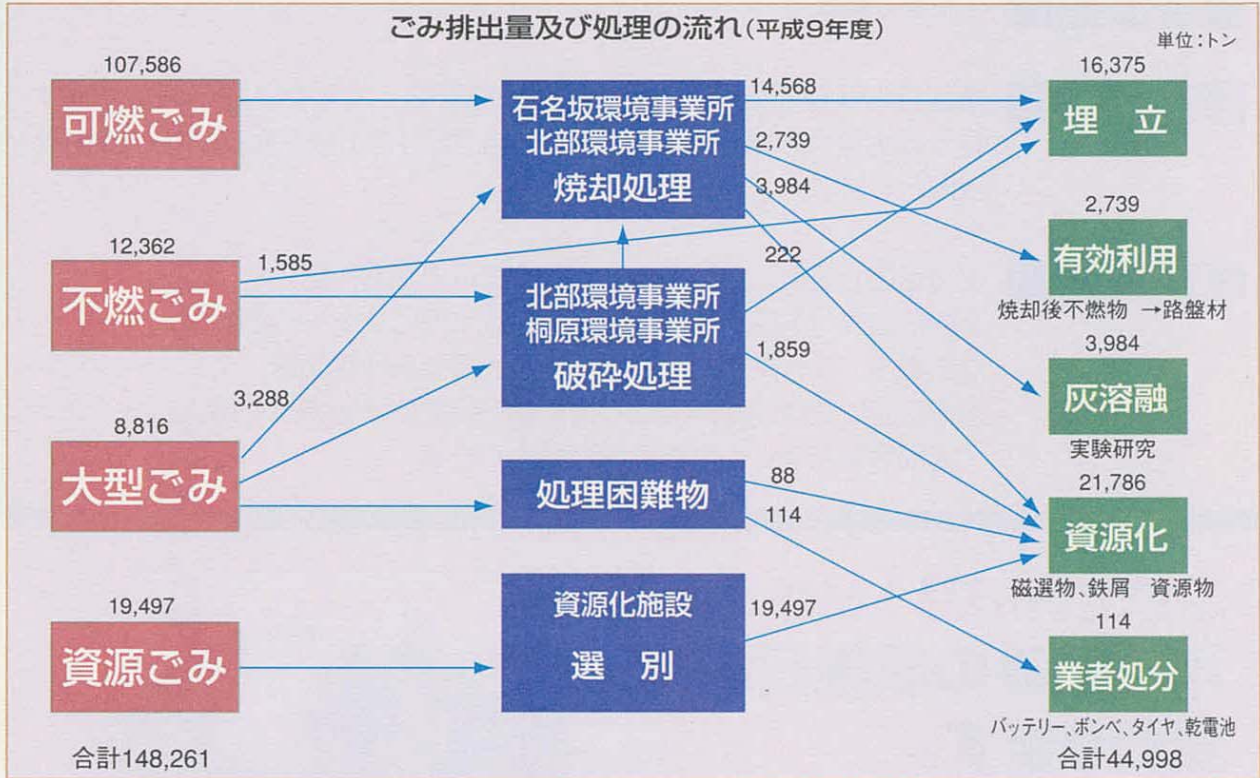 ごみ排出量及び処理の流れ(平成9年度)
単位:トン
107,586
可燃ごみ
12,362
不燃ごみ
1,585
8,816
大型ごみ
3,288
19,497
資源ごみ
合計148,261
石名坂環境事業所
北部環境事業所
焼却処理
14,568
2,739
3,984
222
北部環境事業所
桐原環境事業所
破砕処理
1,859
処理困難物
88
114
資源化施設
選 別
19,497
16,375
埋 立
2,739
有効利用
焼却後不燃物 →路盤材
3,984
灰溶融
実験研究
21,786
資源化
磁選物、鉄屑 資源物
114
業者処分
バッテリー、ボンベ、タイヤ、乾電池
合計44,998